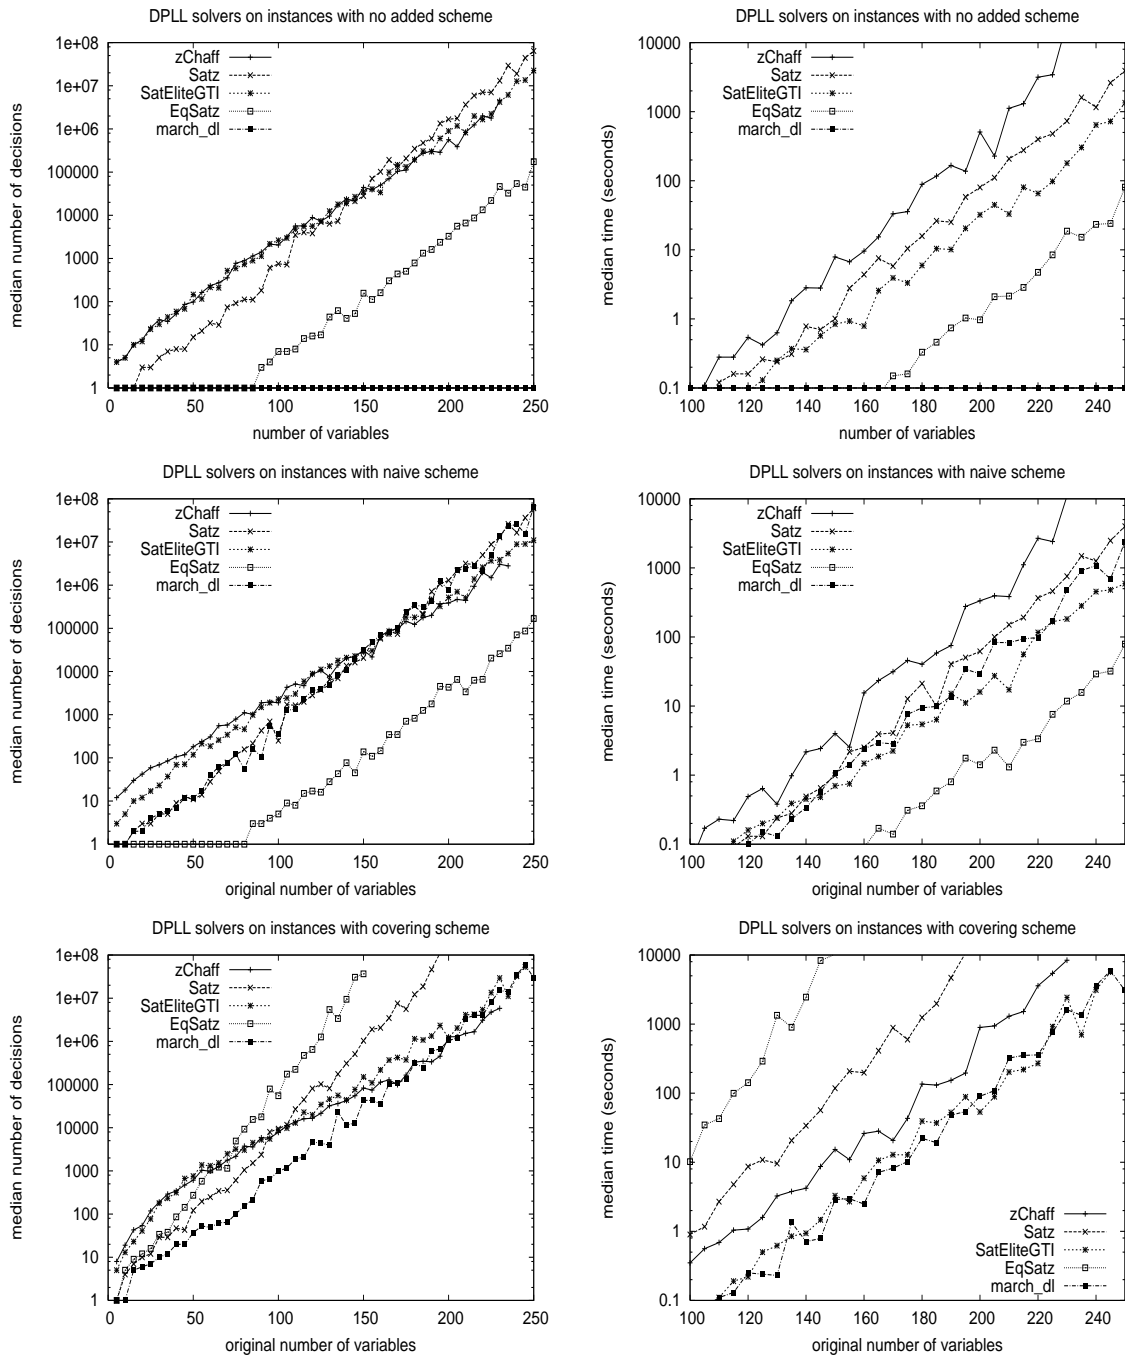 DPLL solvers on instances with no added scheme
median number of decisions
1e+08
1e+07
1e+06
100000
10000
1000
100
10
1
zChaff
Satz
SatEliteGTI
EqSatz
march_dl
0 50 100 150 200 250
number of variables
DPLL solvers on instances with no added scheme
median time (seconds)
10000
1000
100
10
1
0.1
zChaff
Satz
SatEliteGTI
EqSatz
march_dl
100 120 140 160 180 200 220 240
number of variables
DPLL solvers on instances with naive scheme
median number of decisions
1e+08
1e+07
1e+06
100000
10000
1000
100
10
1
zChaff
Satz
SatEliteGTI
EqSatz
march_dl
0 50 100 150 200 250
original number of variables
DPLL solvers on instances with naive scheme
median time (seconds)
10000
1000
100
10
1
0.1
zChaff
Satz
SatEliteGTI
EqSatz
march_dl
100 120 140 160 180 200 220 240
original number of variables
DPLL solvers on instances with covering scheme
median number of decisions
1e+08
1e+07
1e+06
100000
10000
1000
100
10
1
zChaff
Satz
SatEliteGTI
EqSatz
march_dl
0 50 100 150 200 250
original number of variables
DPLL solvers on instances with covering scheme
median time (seconds)
10000
1000
100
10
1
0.1
zChaff
Satz
SatEliteGTI
EqSatz
march_dl
100 120 140 160 180 200 220 240
original number of variables